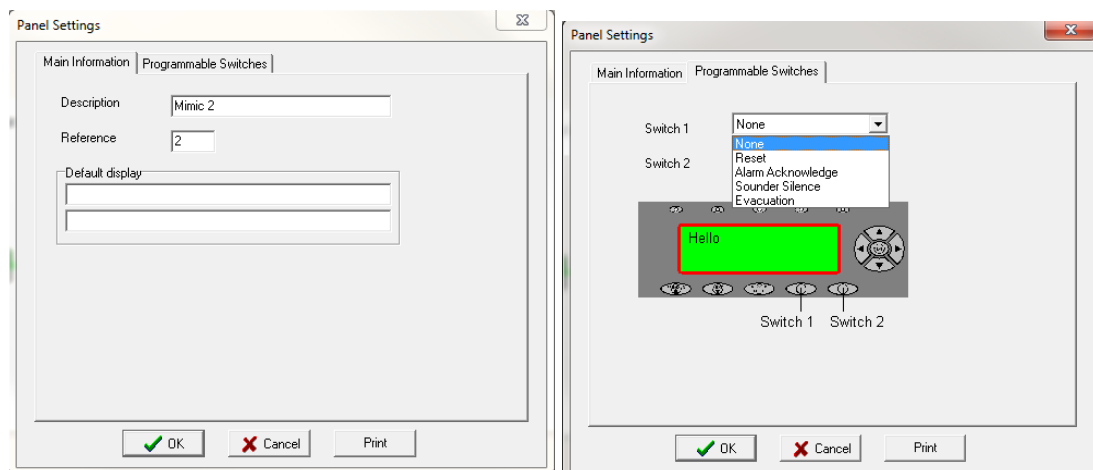 Panel Settings
Main Information
Programmable Switches
Description
Mimic 2
Reference
2
Default display
OK
Cancel
Print
Panel Settings
Main Information
Programmable Switches
Switch 1
None
None
Reset
Alarm Acknowledge
Sounder Silence
Evacuation
Switch 2
Hello
Switch 1 Switch 2
OK
Cancel
Print